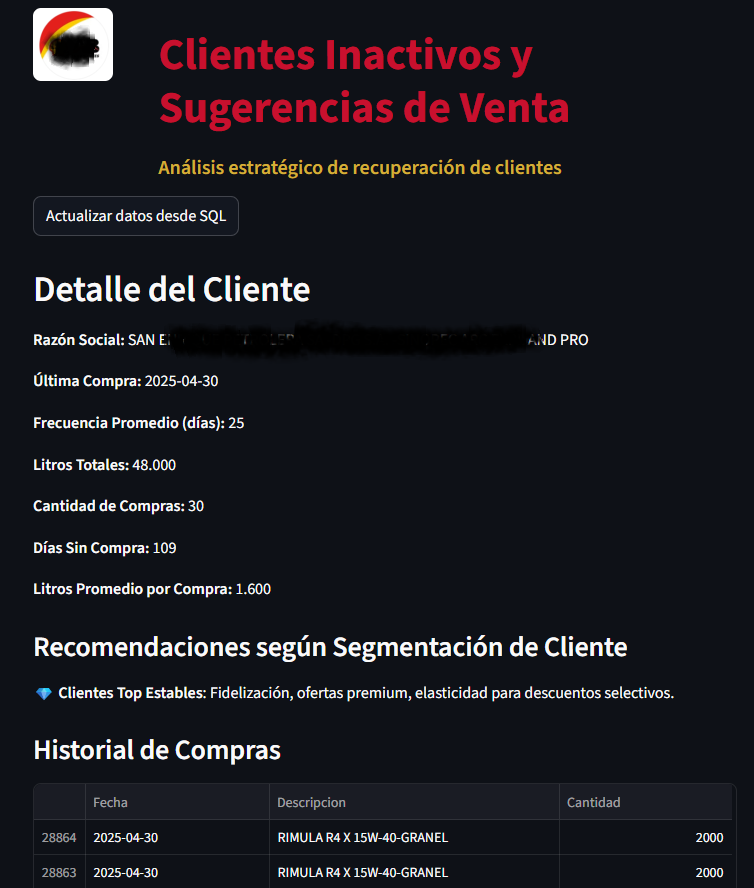 Clientes Inactivos y
Sugerencias de Venta
Análisis estratégico de recuperación de clientes
Actualizar datos desde SQL
Detalle del Cliente
Razón Social: SAN AND PRO
Última Compra: 2025-04-30
Frecuencia Promedio (días): 25
Litros Totales: 48.000
Cantidad de Compras: 30
Días Sin Compra: 109
Litros Promedio por Compra: 1.600
Recomendaciones según Segmentación de Cliente
Clientes Top Estables: Fidelización, ofertas premium, elasticidad para descuentos selectivos.
Historial de Compras
Fecha Descripcion Cantidad
28864 2025-04-30 RIMULA R4 X 15W-40-GRANEL 2000
28863 2025-04-30 RIMULA R4 X 15W-40-GRANEL 2000